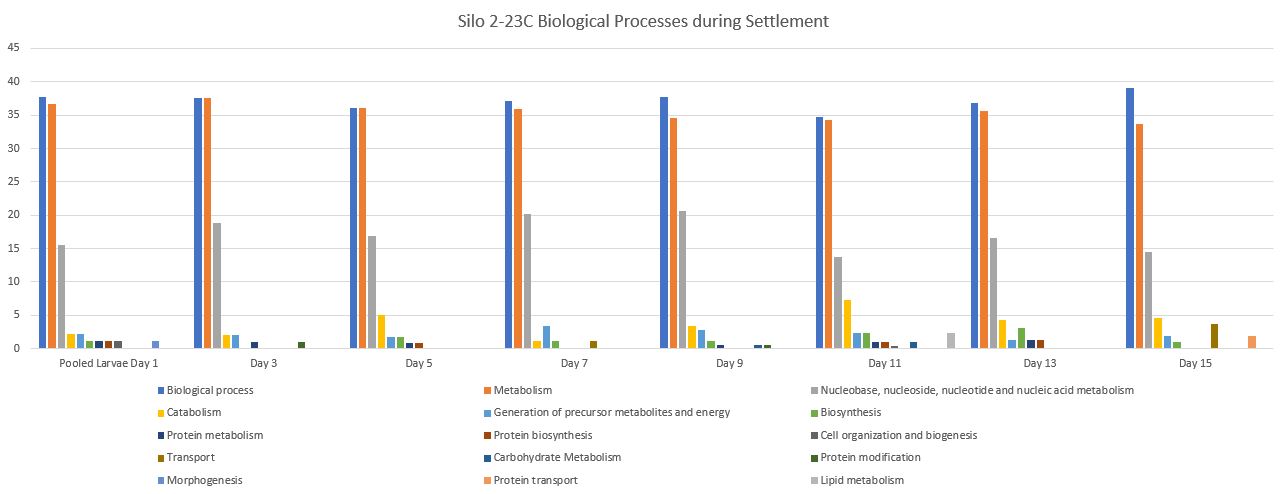 Silo 2-23C Biological Processes during Settlement
45
40
35
30
25
20
15
10
5
0
Pooled Larvae Day 1 Day 3 Day 5 Day 7 Day 9 Day 11 Day 13 Day 15
Biological process Metabolism Nucleobase, nucleoside, nucleotide and nucleic acid metabolism
Catabolism Generation of precursor metabolites and energy Biosynthesis
Protein metabolism Protein biosynthesis Cell organization and biogenesis
Transport Carbohydrate Metabolism Protein modification
Morphogenesis Protein transport Lipid metabolism